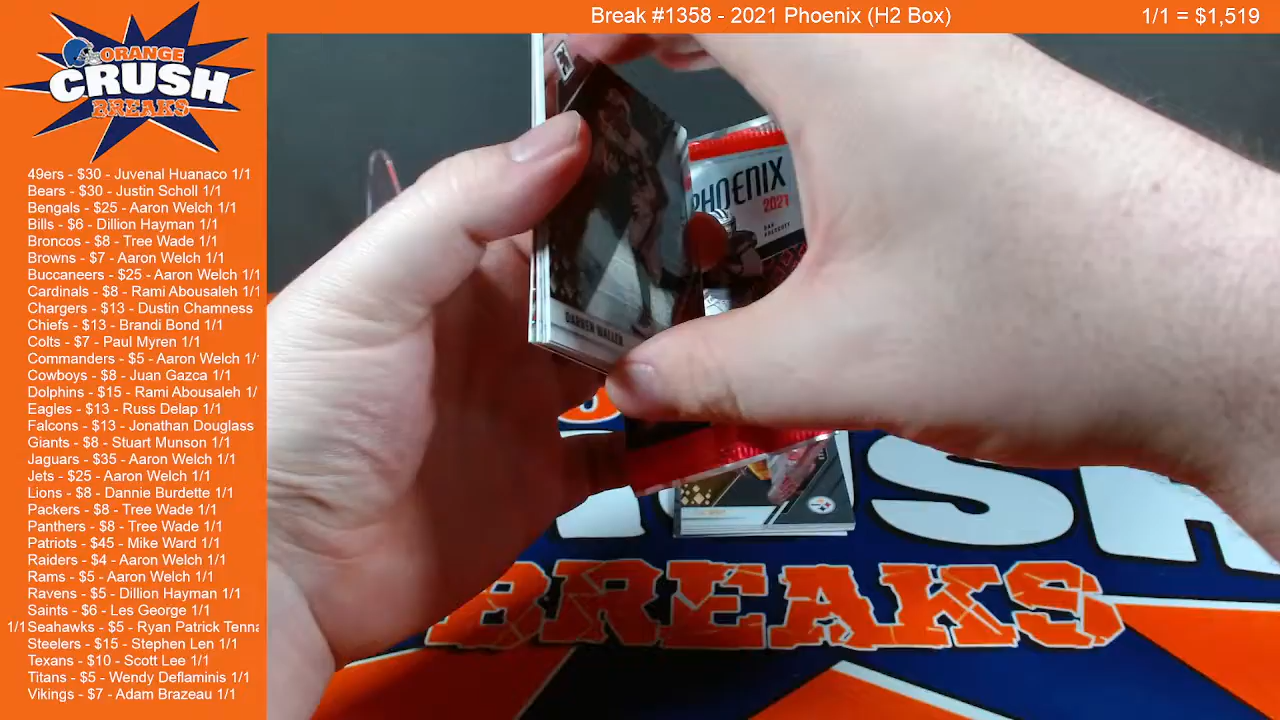 Break #1358 - 2021 Phoenix (H2 Box)
1/1 = $1,519
ORANGE
CRUSH
BREAKS
49ers - $30 - Juvenal Huanaco 1/1
Bears - $30 - Justin Scholl 1/1
Bengals - $25 - Aaron Welch 1/1
Bills - $6 - Dillion Hayman 1/1
Broncos - $8 - Tree Wade 1/1
Browns - $7 - Aaron Welch 1/1
Buccaneers - $25 - Aaron Welch 1/1
Cardinals - $8 - Rami Abousaleh 1/1
Chargers - $13 - Dustin Chamness
Chiefs - $13 - Brandi Bond 1/1
Colts - $7 - Paul Myren 1/1
Commanders - $5 - Aaron Welch 1/
Cowboys - $8 - Juan Gazca 1/1
Dolphins - $15 - Rami Abousaleh 1/
Eagles - $13 - Russ Delap 1/1
Falcons - $13 - Jonathan Douglass
Giants - $8 - Stuart Munson 1/1
Jaguars - $35 - Aaron Welch 1/1
Jets - $25 - Aaron Welch 1/1
Lions - $8 - Dannie Burdette 1/1
Packers - $8 - Tree Wade 1/1
Panthers - $8 - Tree Wade 1/1
Patriots - $45 - Mike Ward 1/1
Raiders - $4 - Aaron Welch 1/1
Rams - $5 - Aaron Welch 1/1
Ravens - $5 - Dillion Hayman 1/1
Saints - $6 - Les George 1/1
1/1 Seahawks - $5 - Ryan Patrick Tenna
Steelers - $15 - Stephen Len 1/1
Texans - $10 - Scott Lee 1/1
Titans - $5 - Wendy Deflaminis 1/1
Vikings - $7 - Adam Brazeau 1/1
PHOENIX
2021
DAK
PRESCOTT
DARREN WALLER
BREAKS